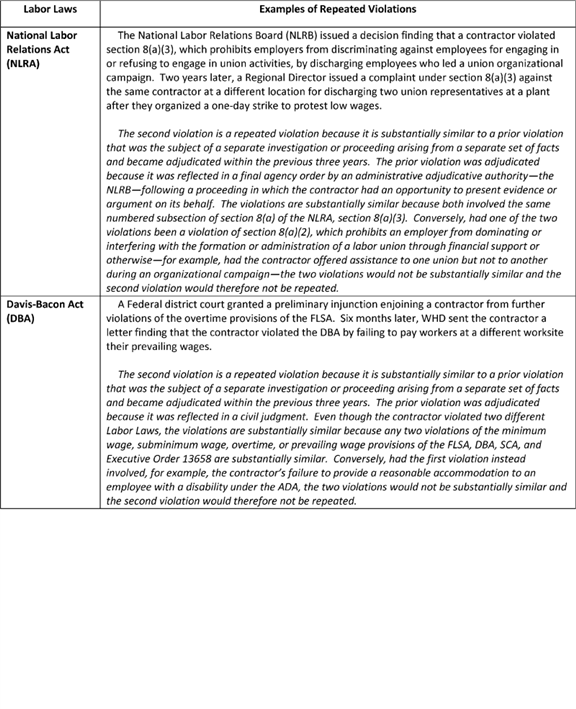 Labor Laws
Examples of Repeated Violations
National Labor
Relations Act
(NLRA)
The National Labor Relations Board (NLRB) issued a decision finding that a contractor violated
section 8(a)(3), which prohibits employers from discriminating against employees for engaging in
or refusing to engage in union activities, by discharging employees who led a union organizational
campaign.  Two years later, a Regional Director issued a complaint under section 8(a)(3) against
the same contractor at a different location for discharging two union representatives at a plant
after they organized a one-day strike to protest low wages.
The second violation is a repeated violation because it is substantially similar to a prior violation
that was the subject of a separate investigation or proceeding arising from a separate set of facts
and became adjudicated within the previous three years.  The prior violation was adjudicated
because it was reflected in a final agency order by an administrative adjudicative authority—the
NLRB—following a proceeding in which the contractor had an opportunity to present evidence or
argument on its behalf.  The violations are substantially similar because both involved the same
numbered subsection of section 8(a) of the NLRA, section 8(a)(3).  Conversely, had one of the two
violations been a violation of section 8(a)(2), which prohibits an employer from dominating or
interfering with the formation or administration of a labor union through financial support or
otherwise—for example, had the contractor offered assistance to one union but not to another
during an organizational campaign—the two violations would not be substantially similar and the
second violation would therefore not be repeated.
Davis-Bacon Act
(DBA)
A Federal district court granted a preliminary injunction enjoining a contractor from further
violations of the overtime provisions of the FLSA.  Six months later, WHD sent the contractor a
letter finding that the contractor violated the DBA by failing to pay workers at a different worksite
their prevailing wages.
The second violation is a repeated violation because it is substantially similar to a prior violation
that was the subject of a separate investigation or proceeding arising from a separate set of facts
and became adjudicated within the previous three years.  The prior violation was adjudicated
because it was reflected in a civil judgment.  Even though the contractor violated two different
Labor Laws, the violations are substantially similar because any two violations of the minimum
wage, subminimum wage, overtime, or prevailing wage provisions of the FLSA, DBA, SCA, and
Executive Order 13658 are substantially similar.  Conversely, had the first violation instead
involved, for example, the contractor's failure to provide a reasonable accommodation to an
employee with a disability under the ADA, the two violations would not be substantially similar and
the second violation would therefore not be repeated.